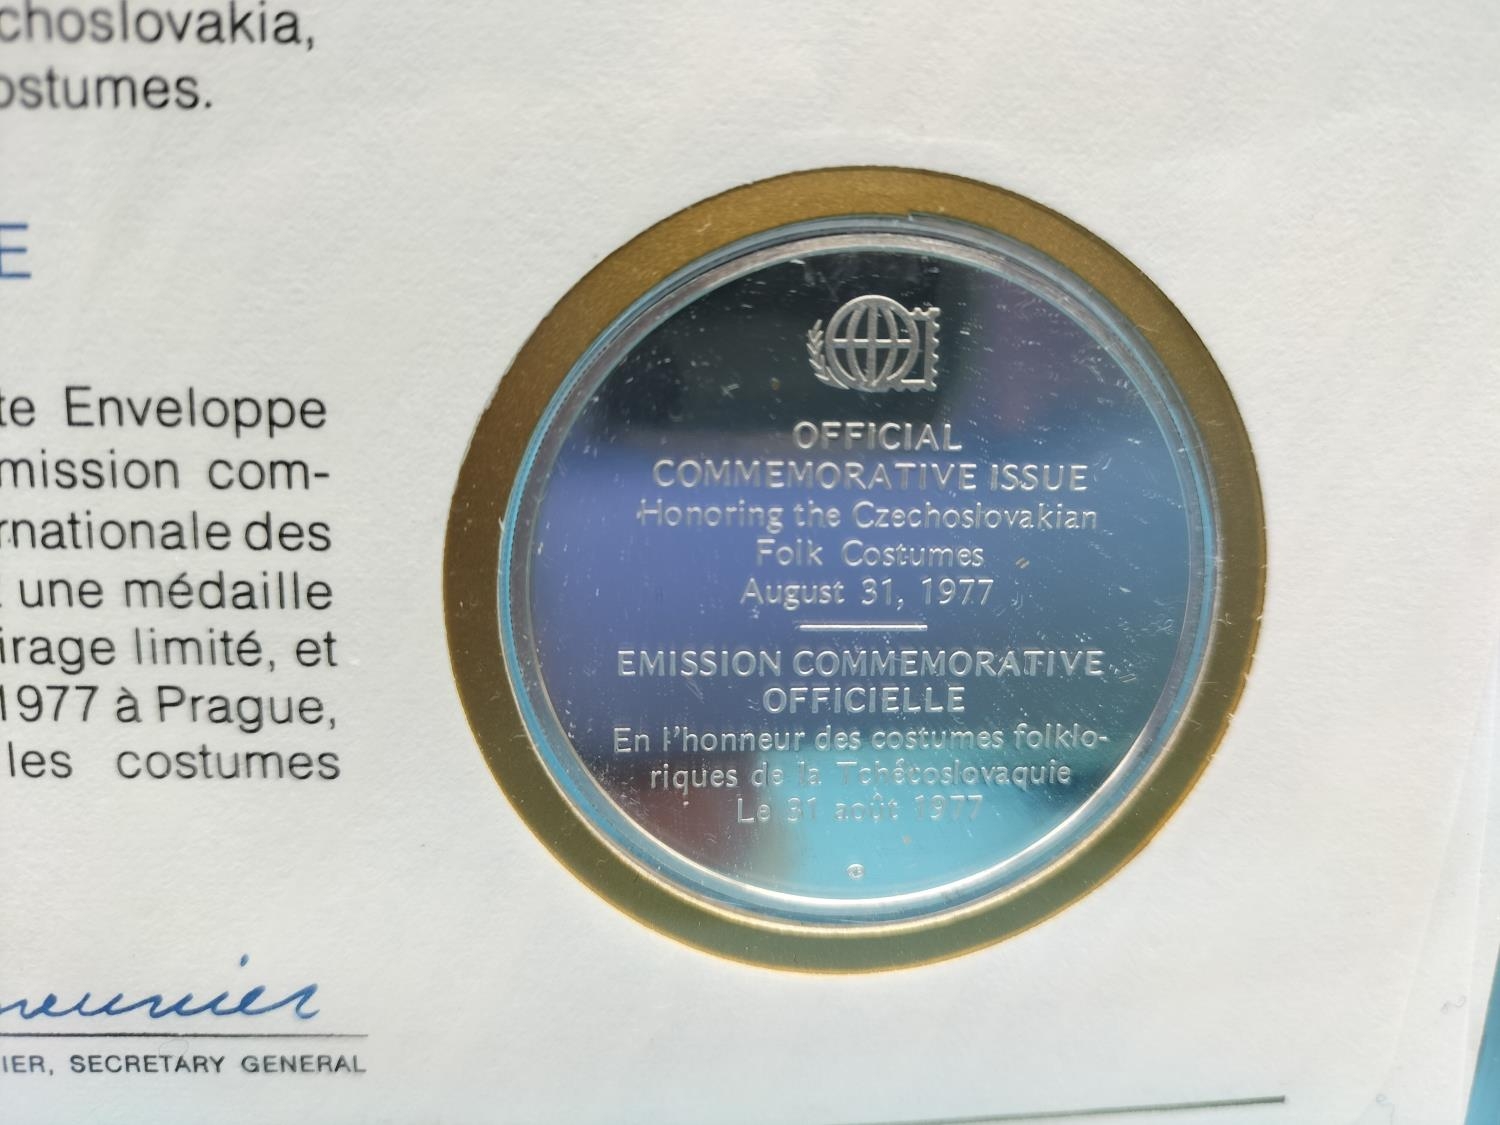 choslovakia,
ostumes.
E
te Enveloppe
mission com-
rnationale des
une médaille
irage limité, et
1977 à Prague,
les costumes
meunier
IER, SECRETARY GENERAL
OFFICIAL
COMMEMORATIVE ISSUE
Honoring the Czechoslovakian
Folk Costumes
August 31, 1977
EMISSION COMMEMORATIVE
OFFICIELLE
En l'honneur des costumes folklo-
riques de la Tchécoslovaquie
Le 31 août 1977